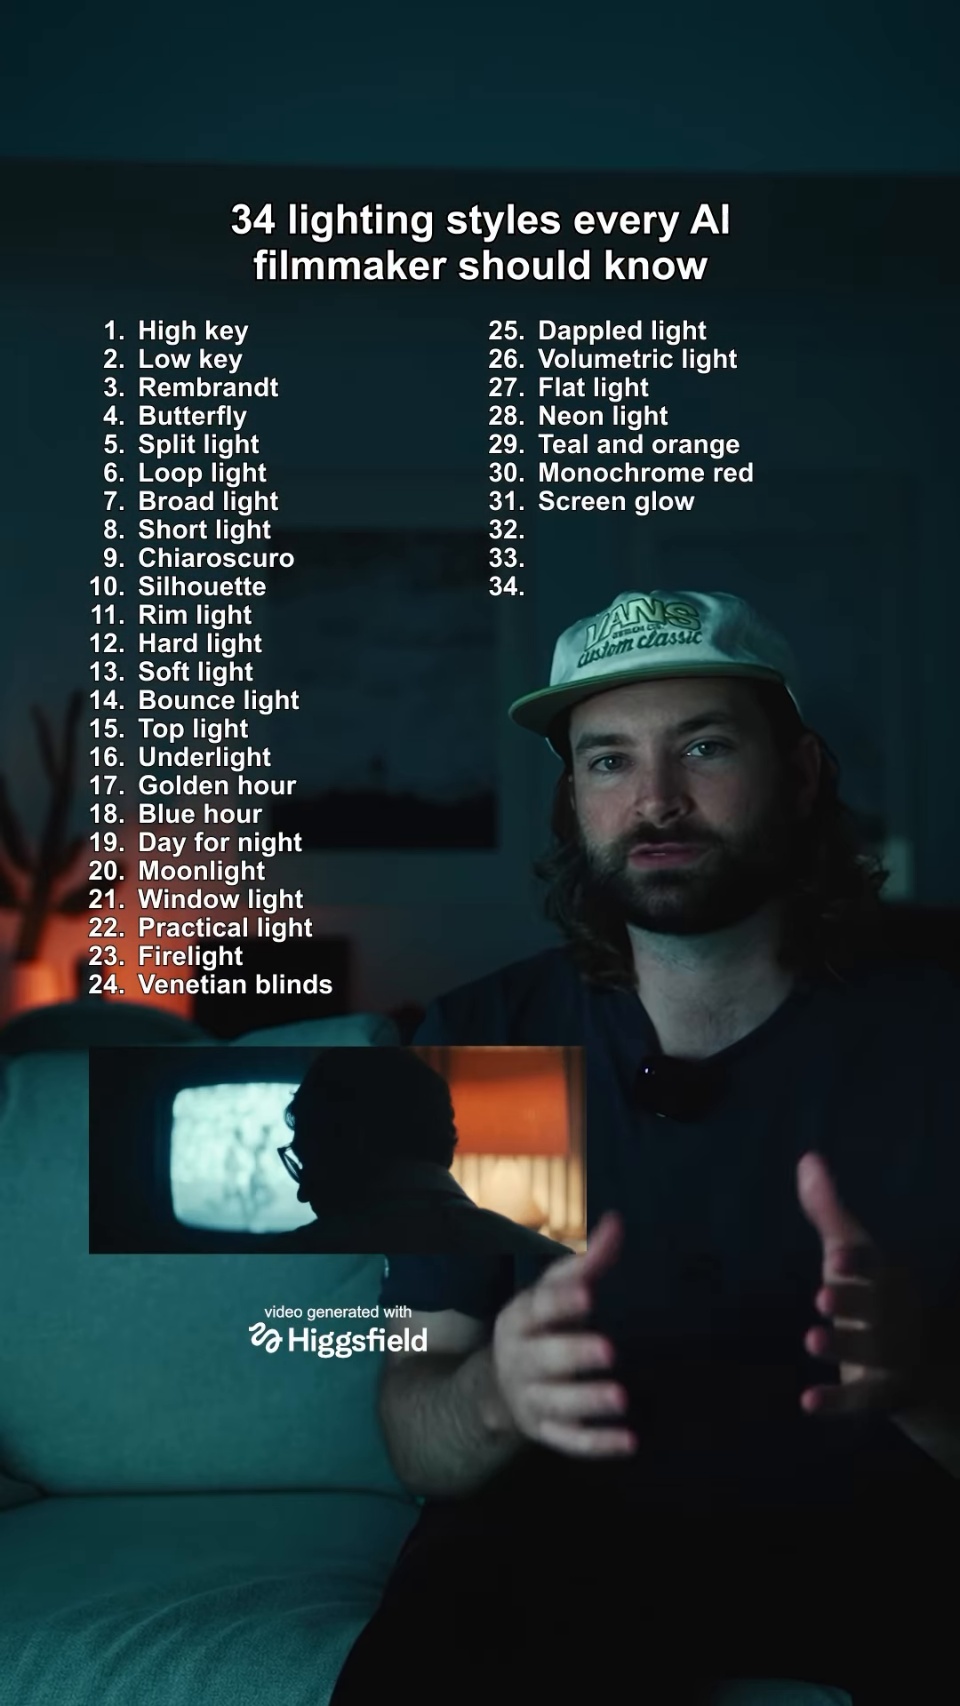 34 lighting styles every AI
filmmaker should know
1. High key
2. Low key
3. Rembrandt
4. Butterfly
5. Split light
6. Loop light
7. Broad light
8. Short light
9. Chiaroscuro
10. Silhouette
11. Rim light
12. Hard light
13. Soft light
14. Bounce light
15. Top light
16. Underlight
17. Golden hour
18. Blue hour
19. Day for night
20. Moonlight
21. Window light
22. Practical light
23. Firelight
24. Venetian blinds
25. Dappled light
26. Volumetric light
27. Flat light
28. Neon light
29. Teal and orange
30. Monochrome red
31. Screen glow
32.
33.
34.
VANS
custom classic
video generated with
Higgsfield